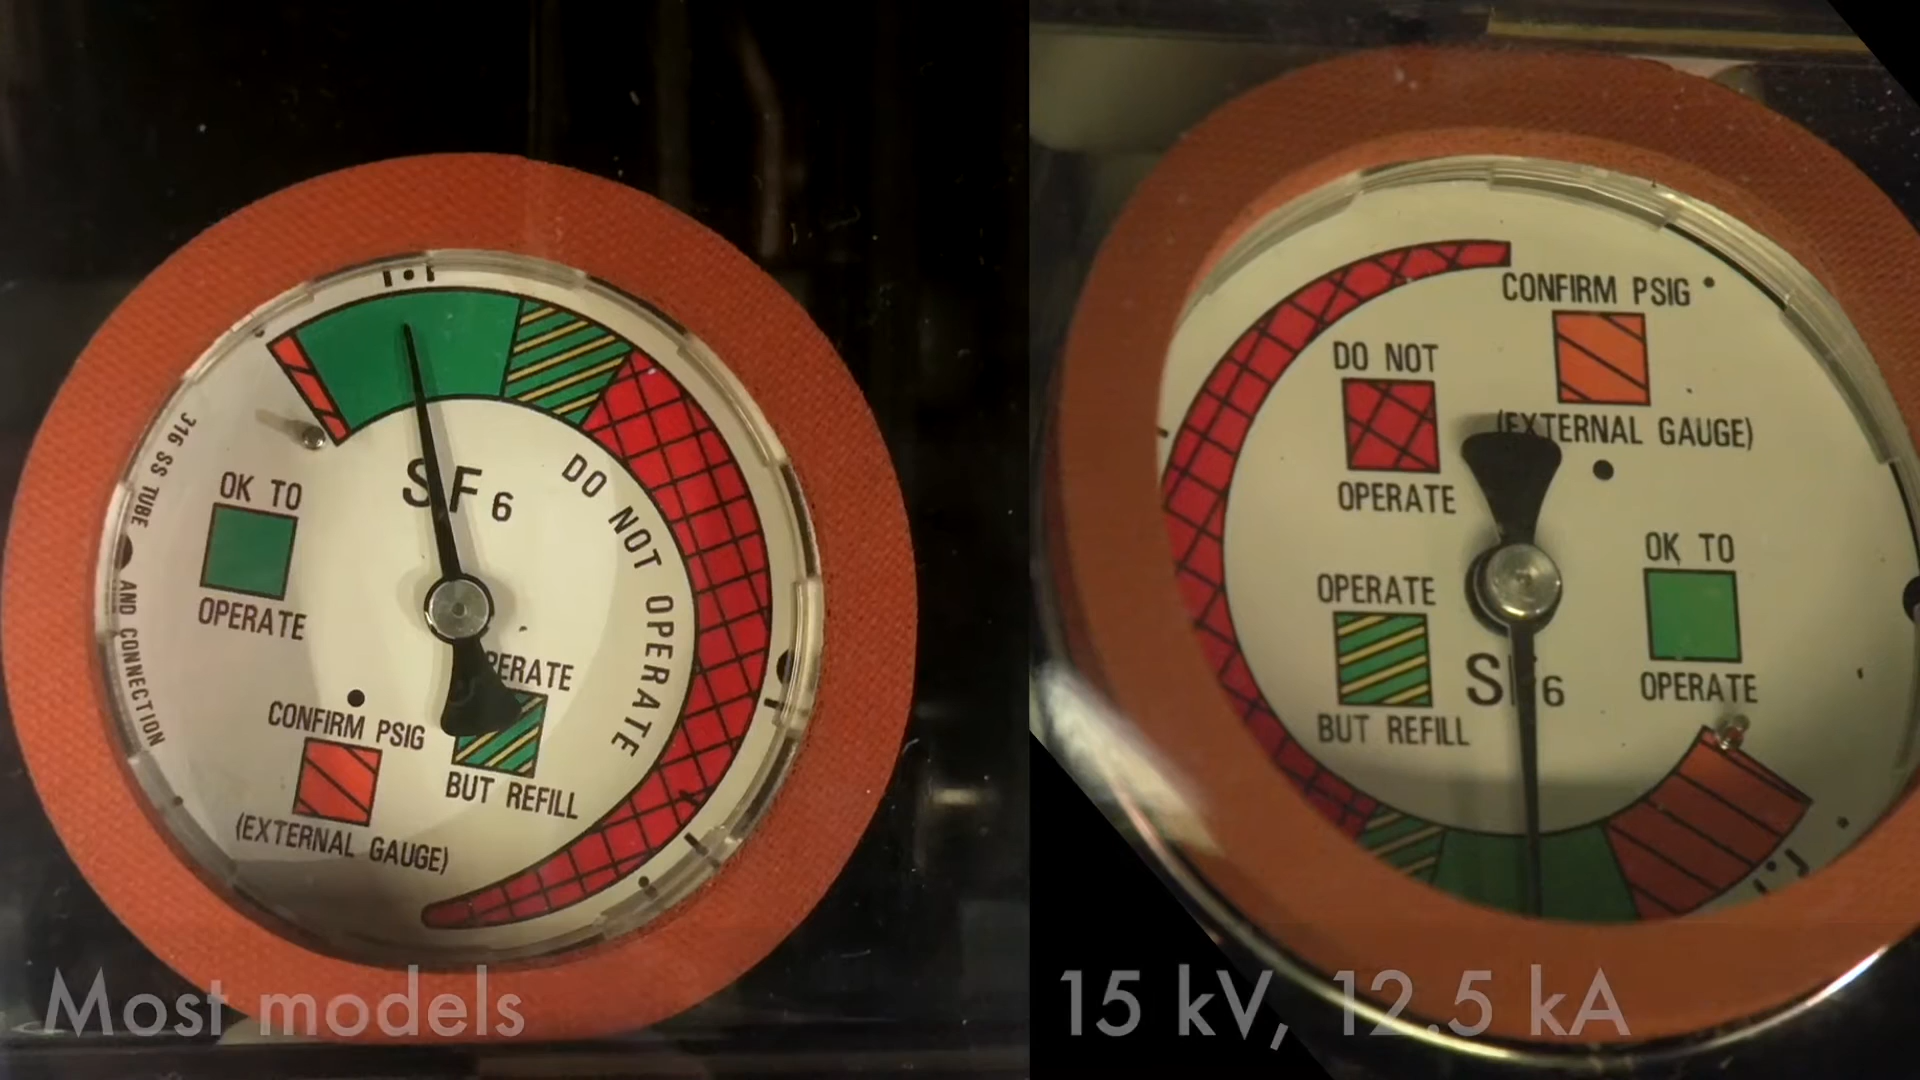 316 SS TUBE AND CONNECTION
OK TO
OPERATE
SF6
DO NOT OPERATE
OPERATE
BUT REFILL
CONFIRM PSIG
(EXTERNAL GAUGE)
Most models
CONFIRM PSIG
(EXTERNAL GAUGE)
DO NOT
OPERATE
OK TO
OPERATE
OPERATE
BUT REFILL
SF6
15 kV, 12.5 kA